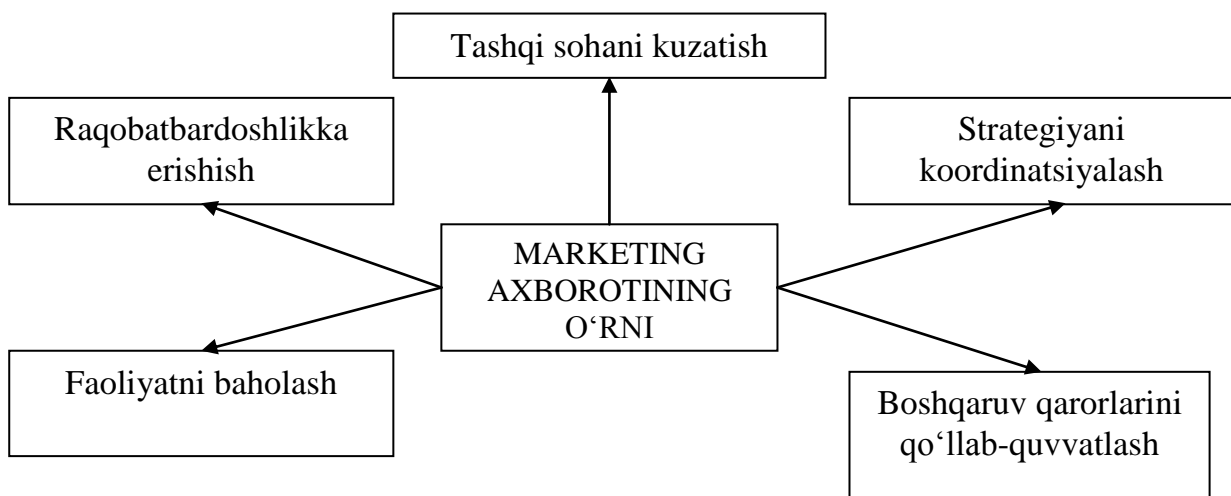 Tashqi sohani kuzatish
Raqobatbardoshlikka
erishish
Strategiyani
koordinatsiyalash
MARKETING
AXBOROTINING
O‘RNI
Faoliyatni baholash
Boshqaruv qarorlarini
qo‘llab-quvvatlash